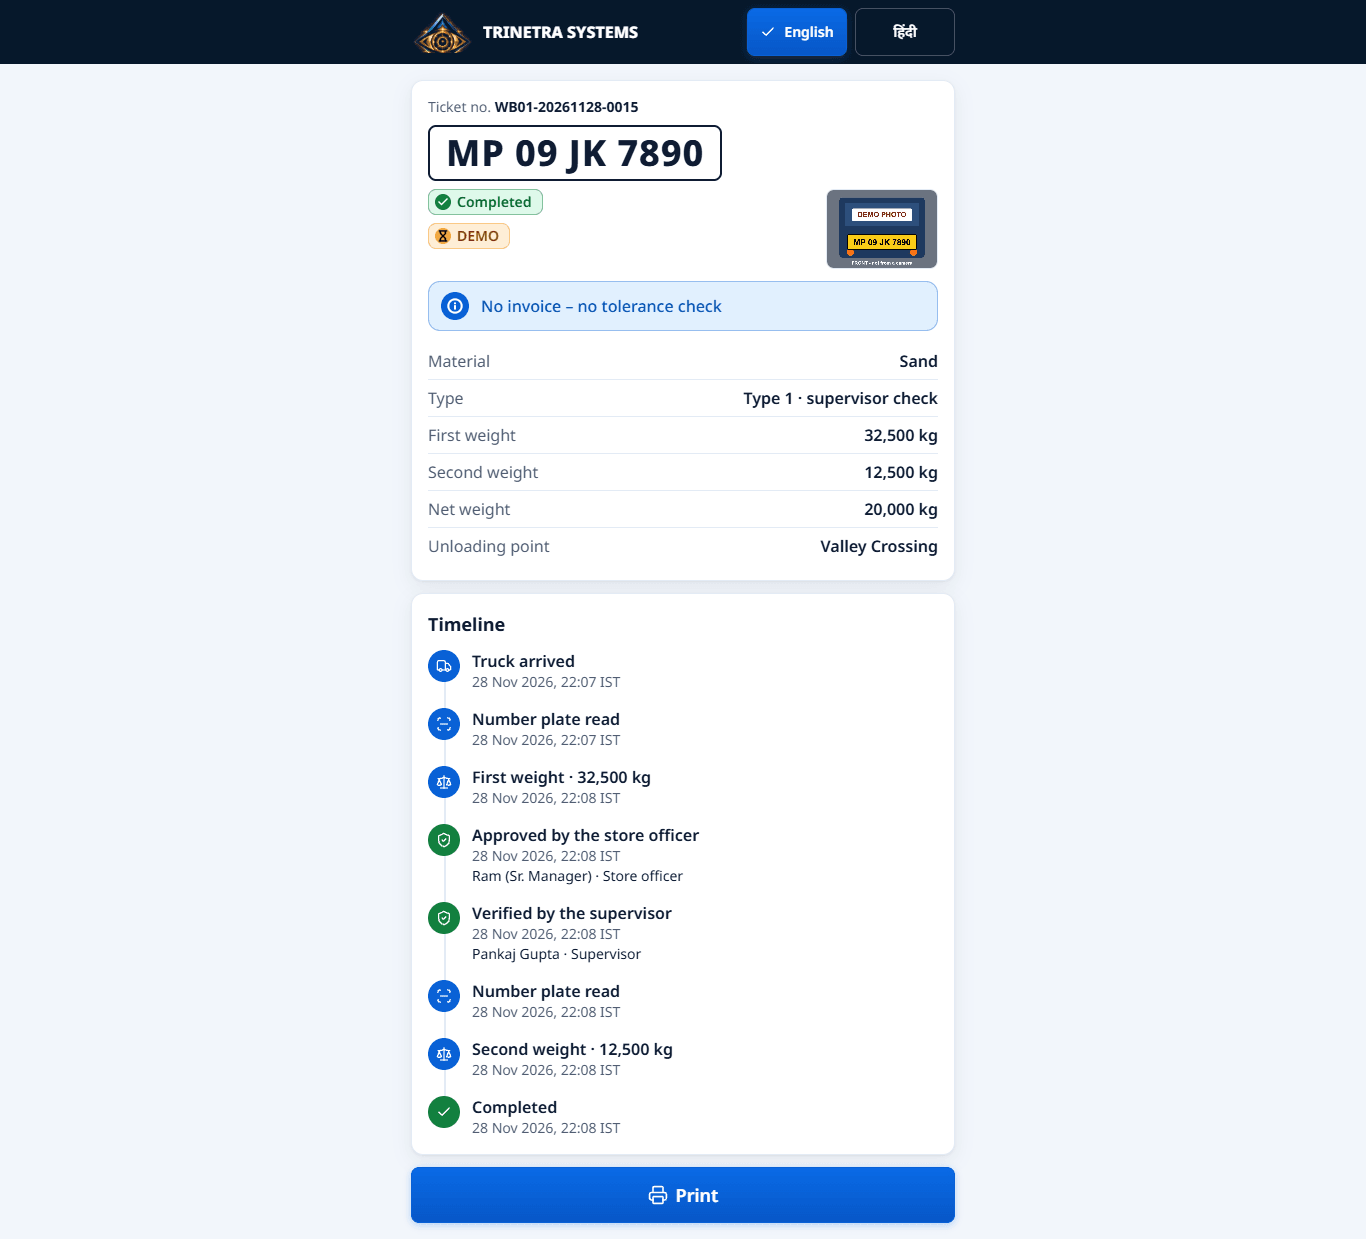 TRINETRA SYSTEMS
English
हिंदी
Ticket no. WB01-20261128-0015
MP 09 JK 7890
Completed
DEMO
DEMO PHOTO
MP 09 JK 7890
FRONT - not from a camera
No invoice – no tolerance check
Material Sand
Type Type 1 · supervisor check
First weight 32,500 kg
Second weight 12,500 kg
Net weight 20,000 kg
Unloading point Valley Crossing
Timeline
Truck arrived
28 Nov 2026, 22:07 IST
Number plate read
28 Nov 2026, 22:07 IST
First weight · 32,500 kg
28 Nov 2026, 22:08 IST
Approved by the store officer
28 Nov 2026, 22:08 IST
Ram (Sr. Manager) · Store officer
Verified by the supervisor
28 Nov 2026, 22:08 IST
Pankaj Gupta · Supervisor
Number plate read
28 Nov 2026, 22:08 IST
Second weight · 12,500 kg
28 Nov 2026, 22:08 IST
Completed
28 Nov 2026, 22:08 IST
Print